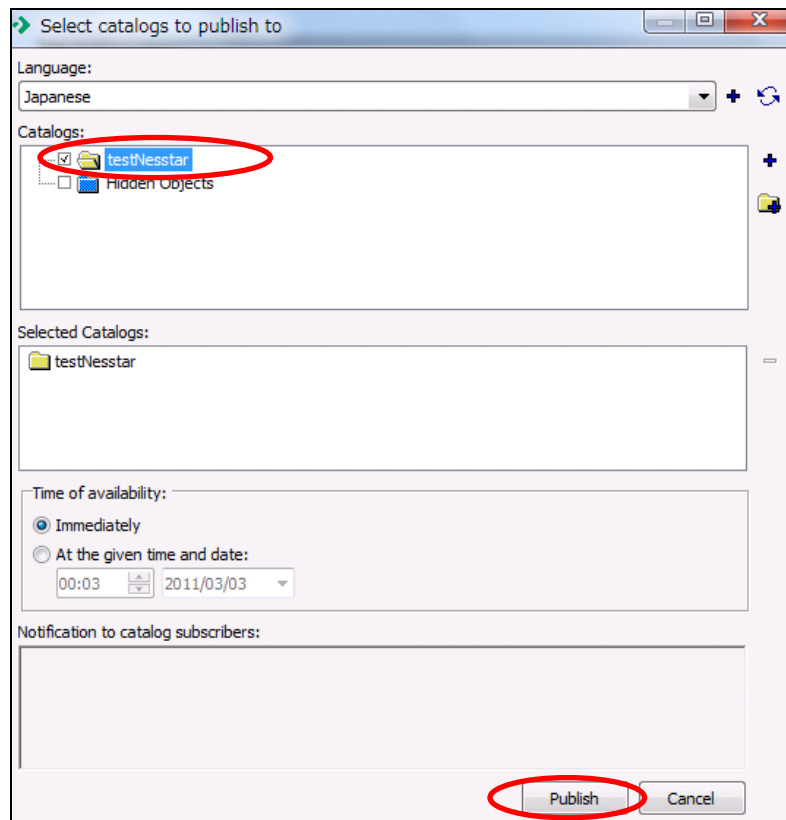 Select catalogs to publish to
Language:
Japanese
Catalogs:
testNesstar
Hidden Objects
Selected Catalogs:
testNesstar
Time of availability:
Immediately
At the given time and date:
00:03 2011/03/03
Notification to catalog subscribers:
Publish Cancel